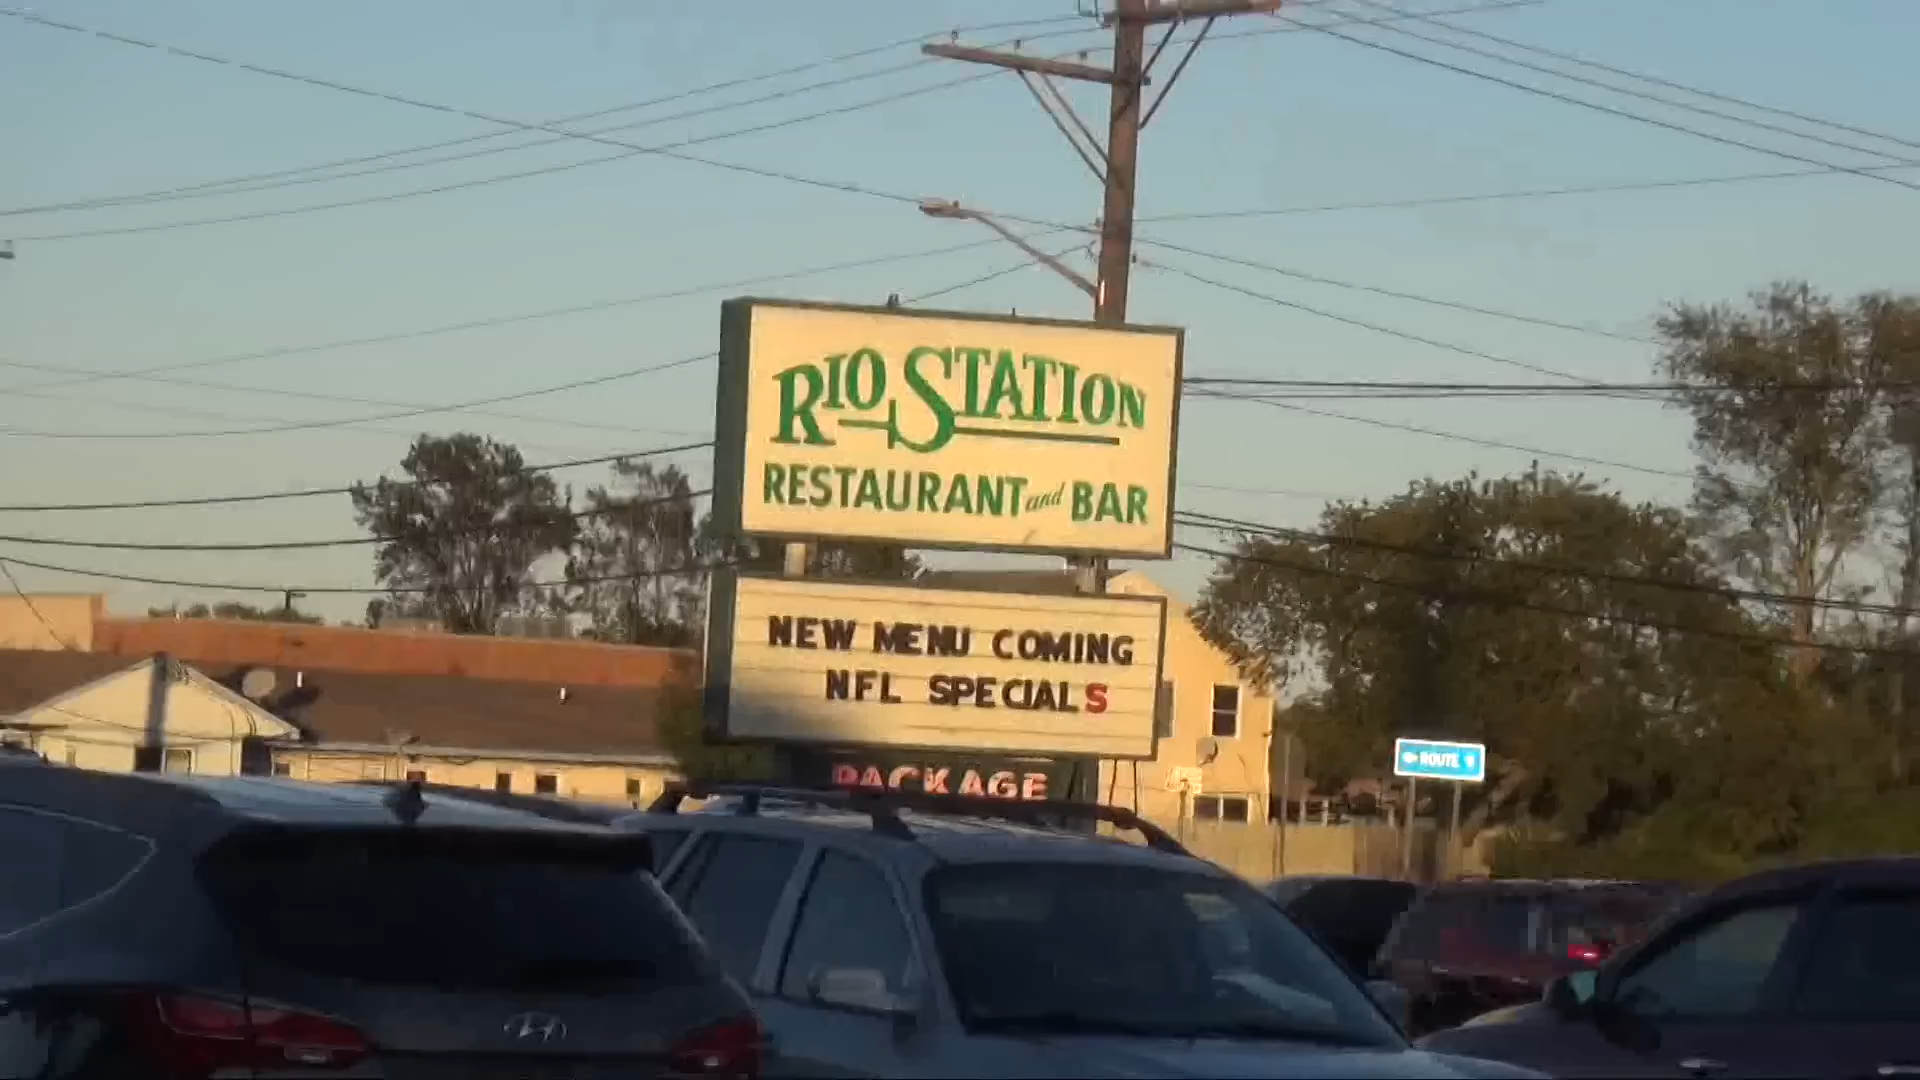 RIO STATION
RESTAURANT and BAR
NEW MENU COMING
NFL SPECIALS
PACKAGE
ROUTE